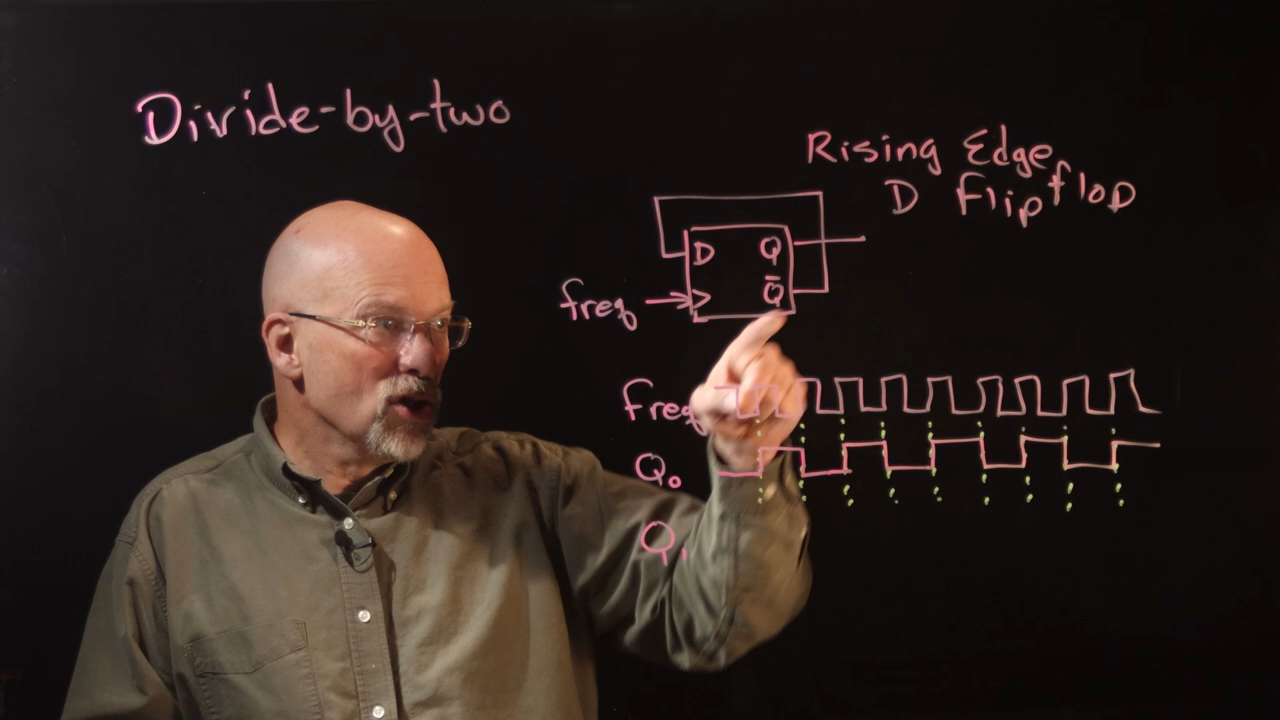 Divide-by-two
Rising Edge
D flipflop
D Q
freq Q̅
freq
Q₀
Q₁